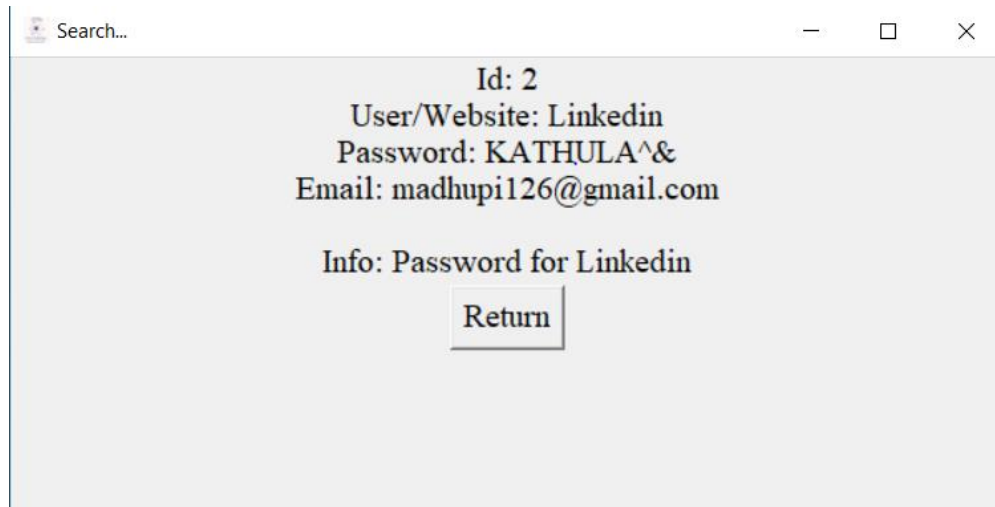 Search...
Id: 2
User/Website: Linkedin
Password: KATHULA^&
Email: madhupi126@gmail.com
Info: Password for Linkedin
Return